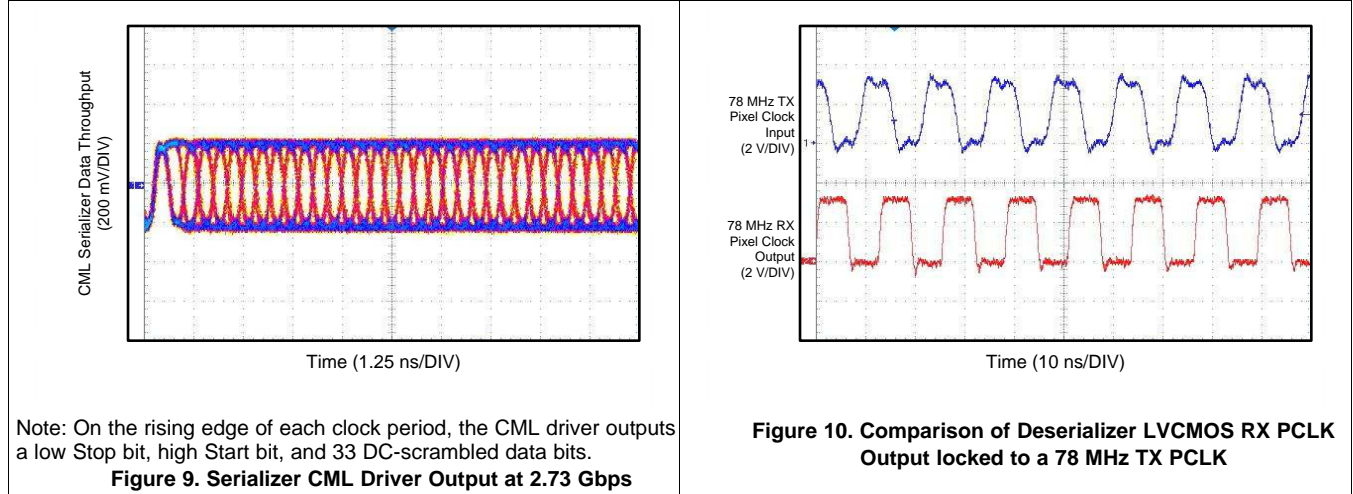 CML Serializer Data Throughput
(200 mV/DIV)
Time (1.25 ns/DIV)
Note: On the rising edge of each clock period, the CML driver outputs
a low Stop bit, high Start bit, and 33 DC-scrambled data bits.
Figure 9. Serializer CML Driver Output at 2.73 Gbps
78 MHz TX
Pixel Clock
Input
(2 V/DIV)
78 MHz RX
Pixel Clock
Output
(2 V/DIV)
Time (10 ns/DIV)
Figure 10. Comparison of Deserializer LVCMOS RX PCLK
Output locked to a 78 MHz TX PCLK